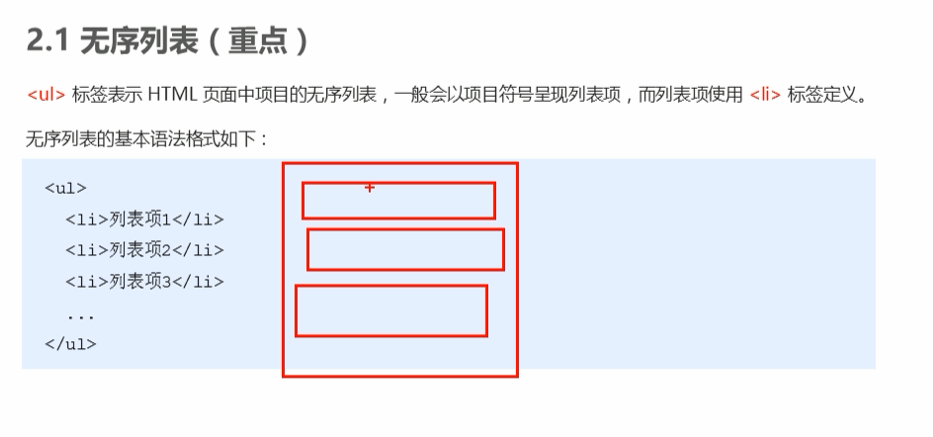 2.1 无序列表（重点）
<ul> 标签表示 HTML 页面中项目的无序列表，一般会以项目符号呈现列表项，而列表项使用 <li> 标签定义。
无序列表的基本语法格式如下：
<ul>
<li>列表项1</li>
<li>列表项2</li>
<li>列表项3</li>
...
</ul>